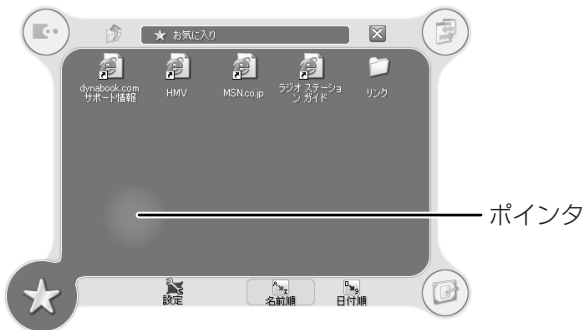 お気に入り
dynabook.com
サポート情報
HMV
MSN.co.jp
ラジオ ステーショ
ン ガイド
リンク
ポインタ
設定
名前順
日付順